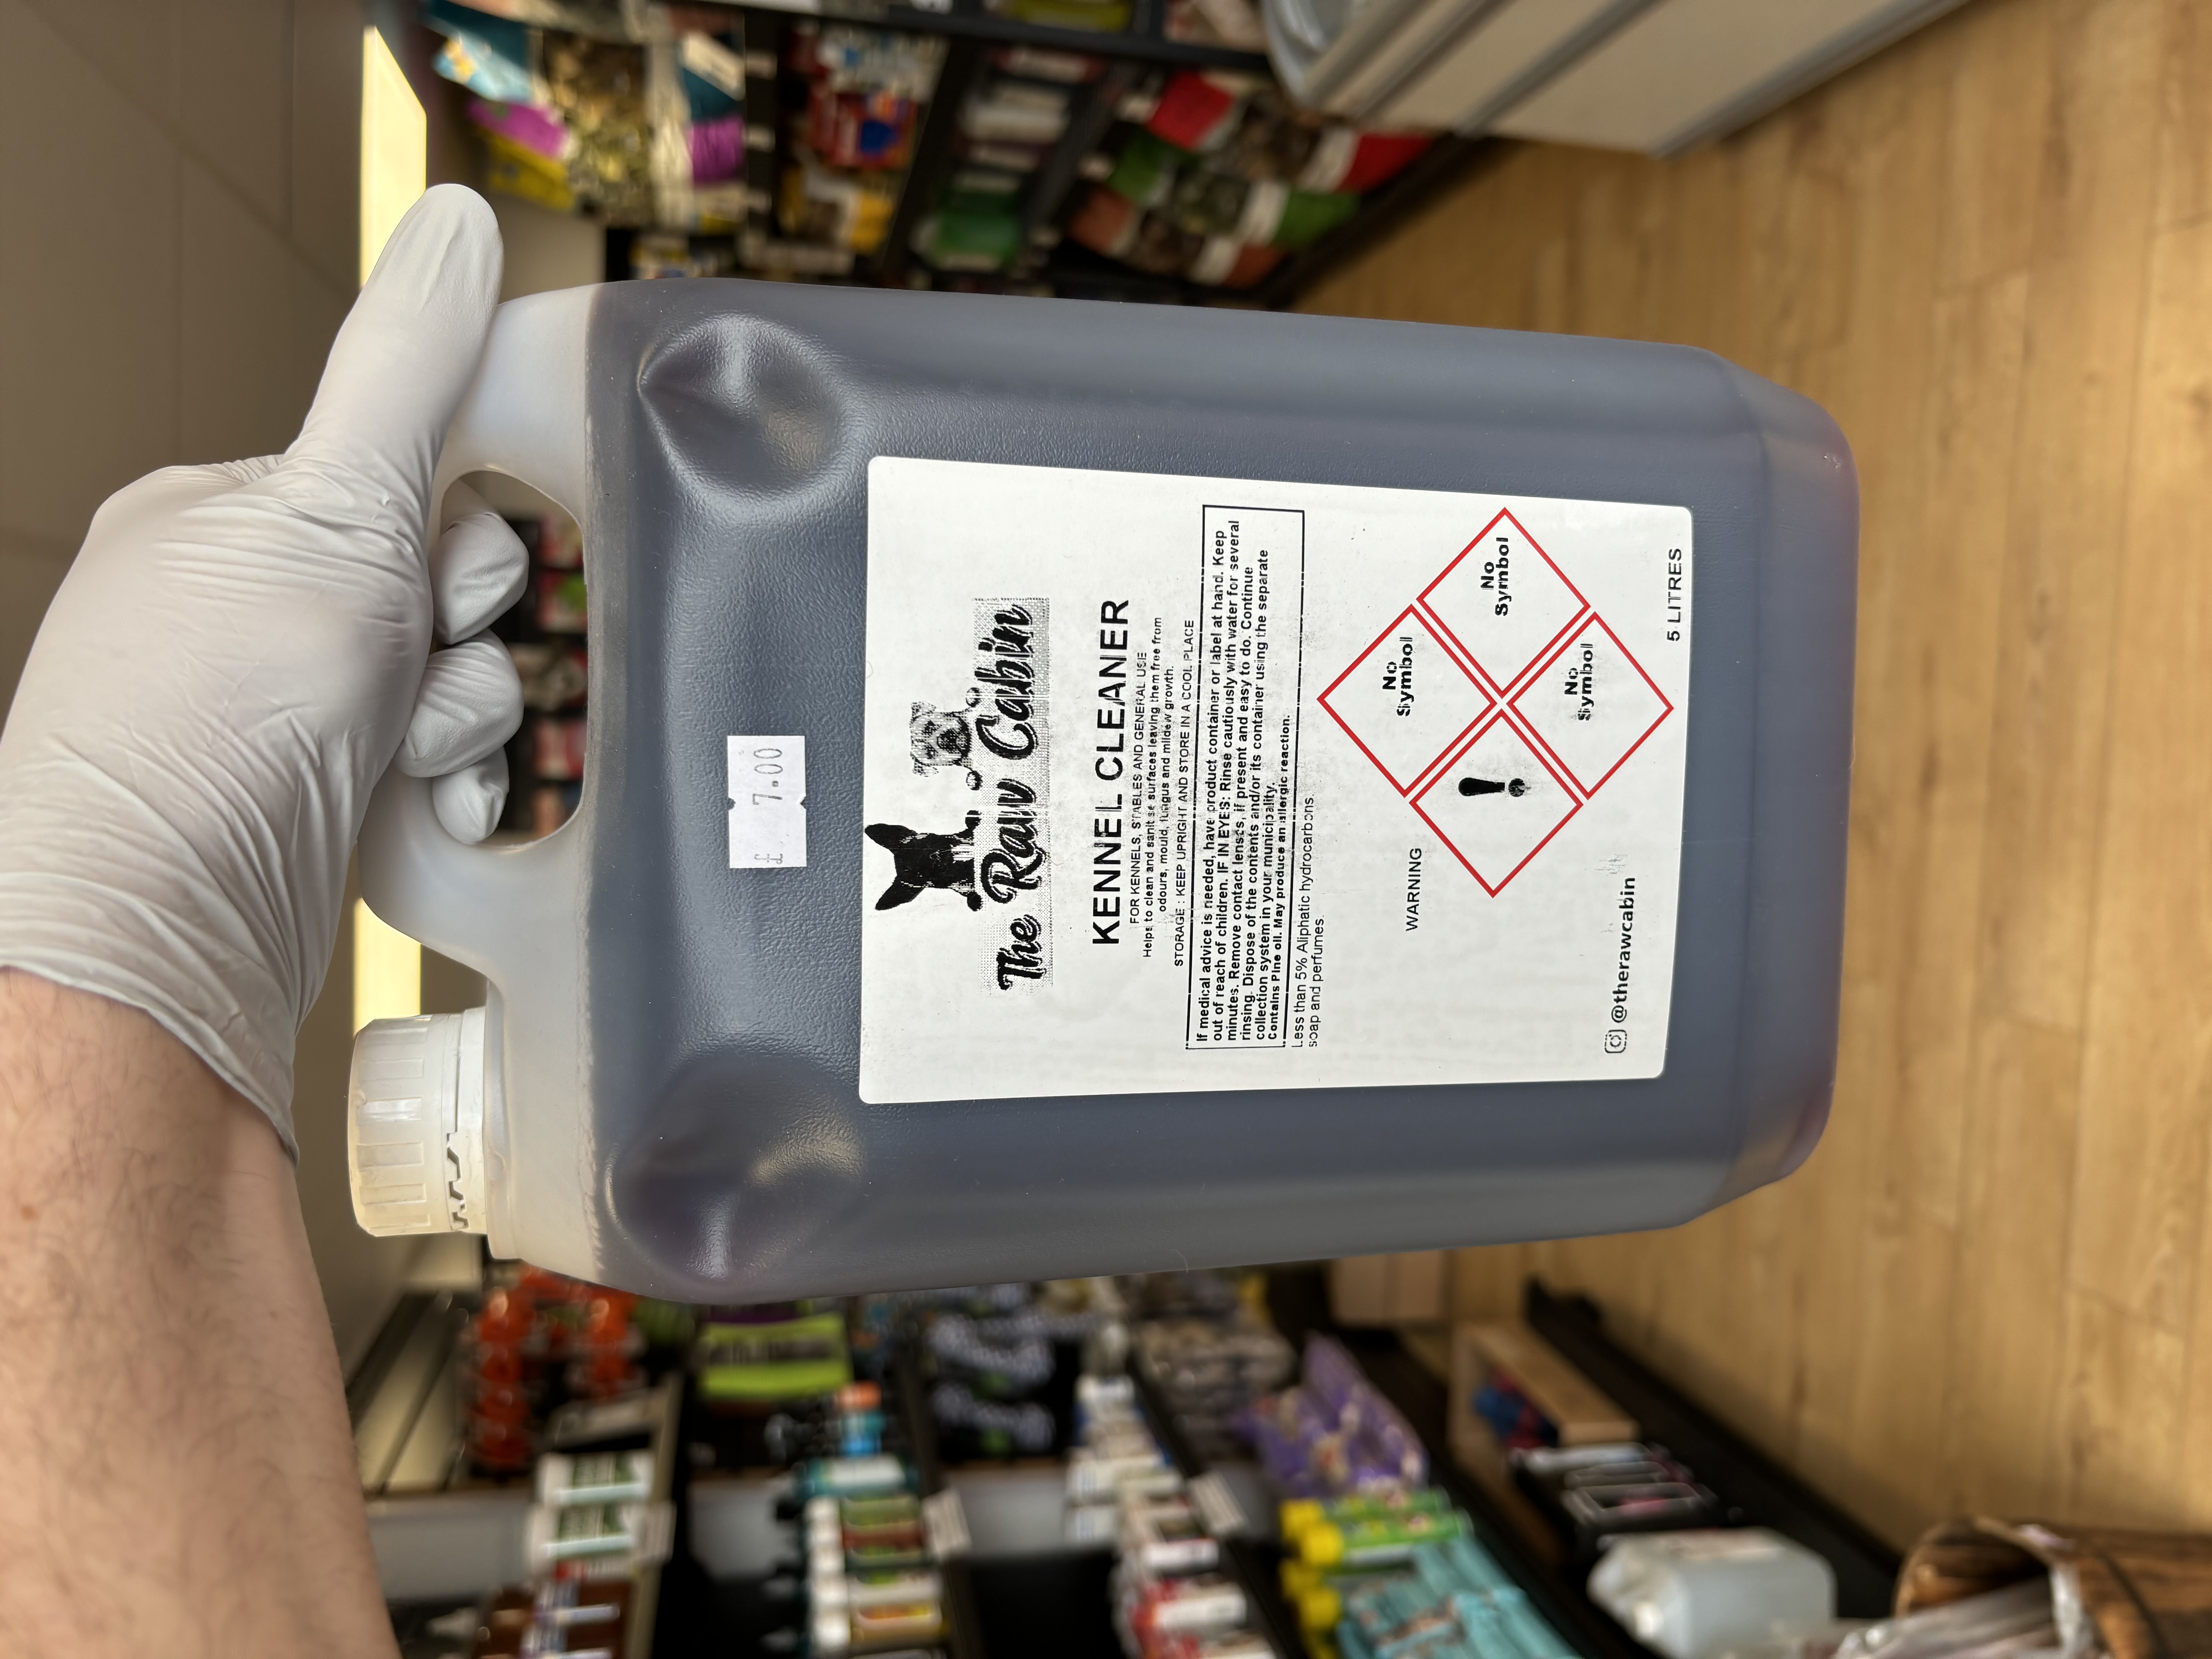 £ 7.00
The Raw Cabin
KENNEL CLEANER
FOR KENNELS, STABLES AND GENERAL USE
Helps to clean and sanitise surfaces leaving them free from
odours, mould, fungus and mildew growth.
STORAGE : KEEP UPRIGHT AND STORE IN A COOL PLACE
If medical advice is needed, have product container or label at hand. Keep
out of reach of children. IF IN EYES: Rinse cautiously with water for several
minutes. Remove contact lenses, if present and easy to do. Continue
rinsing. Dispose of the contents and/or its container using the separate
collection system in your municipality.
Contains Pine oil. May produce an allergic reaction.
Less than 5% Aliphatic hydrocarbons,
soap and perfumes.
No
Symbol
WARNING
!
No
Symbol
No
Symbol
@therawcabin
5 LITRES